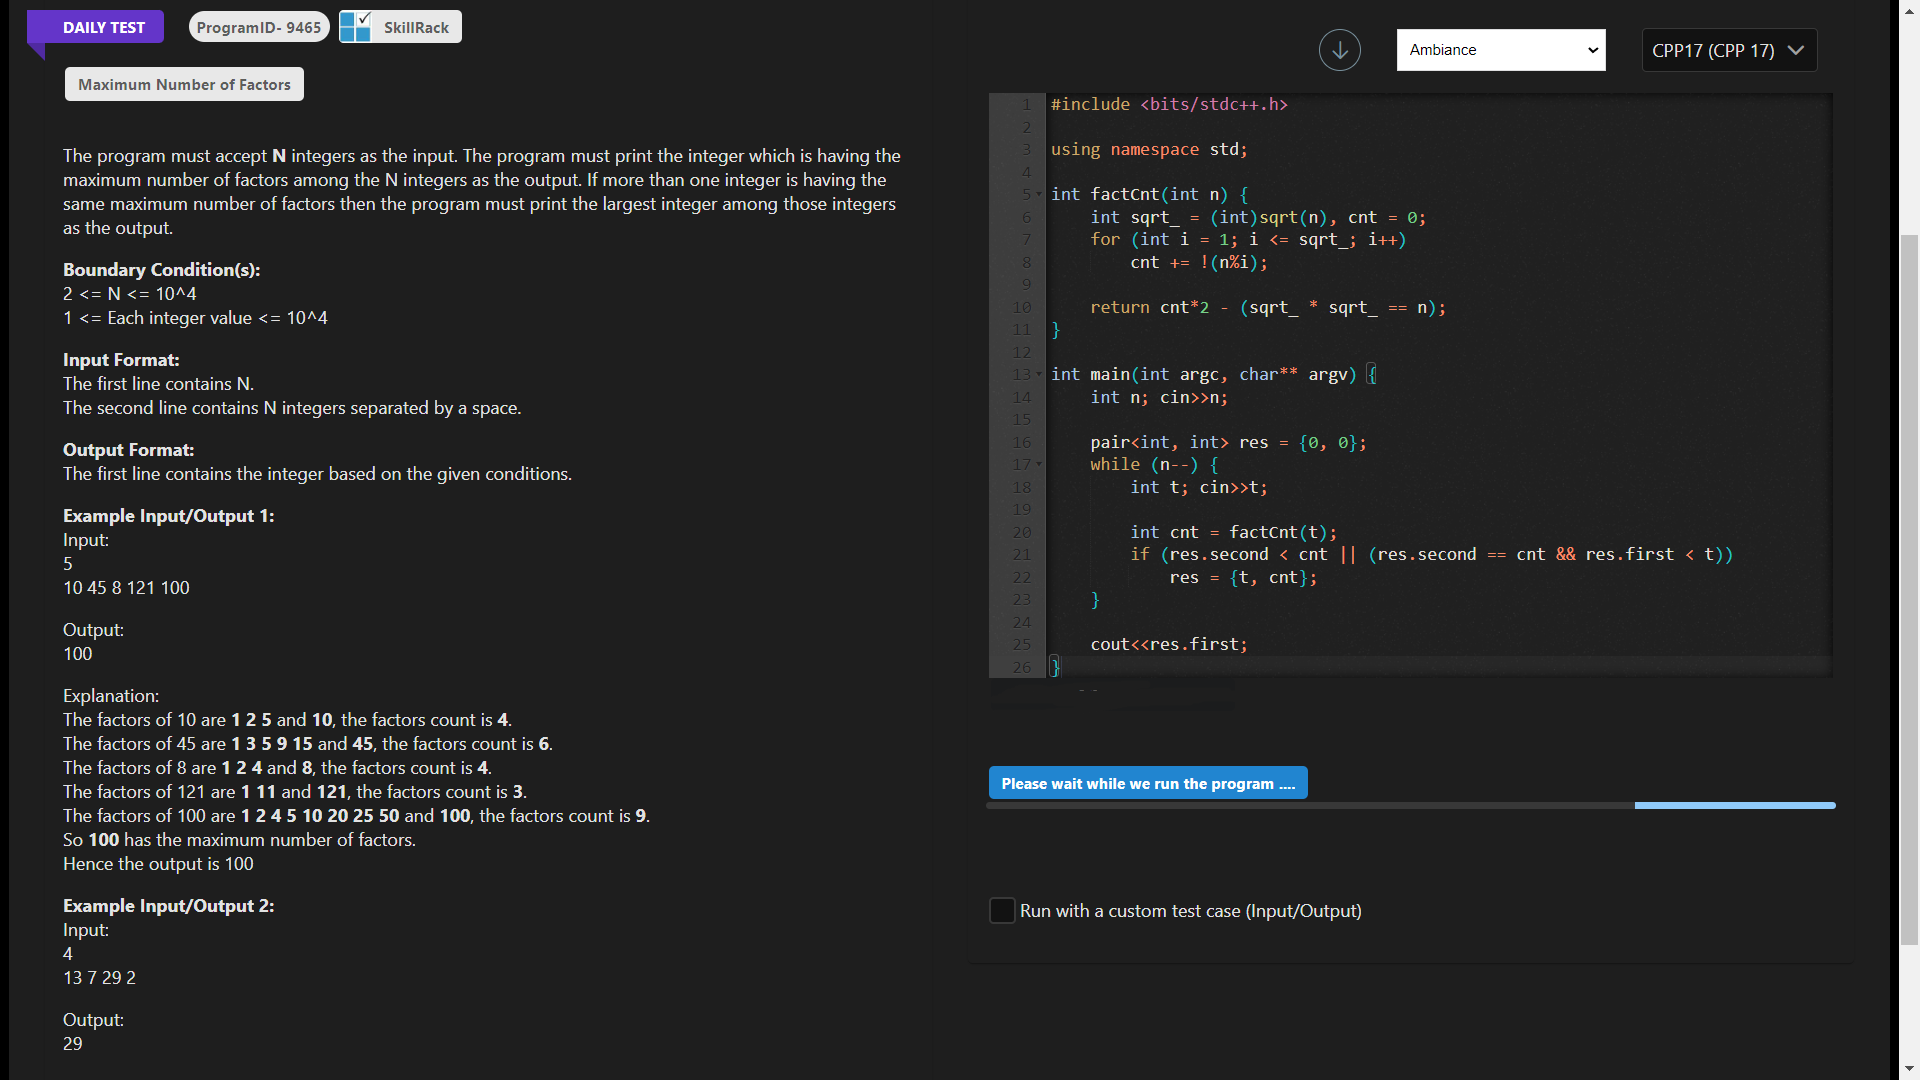 DAILY TEST
ProgramID- 9465
SkillRack
Maximum Number of Factors
The program must accept N integers as the input. The program must print the integer which is having the
maximum number of factors among the N integers as the output. If more than one integer is having the
same maximum number of factors then the program must print the largest integer among those integers
as the output.
Boundary Condition(s):
2 <= N <= 10^4
1 <= Each integer value <= 10^4
Input Format:
The first line contains N.
The second line contains N integers separated by a space.
Output Format:
The first line contains the integer based on the given conditions.
Example Input/Output 1:
Input:
5
10 45 8 121 100
Output:
100
Explanation:
The factors of 10 are 1 2 5 and 10, the factors count is 4.
The factors of 45 are 1 3 5 9 15 and 45, the factors count is 6.
The factors of 8 are 1 2 4 and 8, the factors count is 4.
The factors of 121 are 1 11 and 121, the factors count is 3.
The factors of 100 are 1 2 4 5 10 20 25 50 and 100, the factors count is 9.
So 100 has the maximum number of factors.
Hence the output is 100
Example Input/Output 2:
Input:
4
13 7 29 2
Output:
29
Ambiance
CPP17 (CPP 17)
1 #include <bits/stdc++.h>
2
3 using namespace std;
4
5 int factCnt(int n) {
6     int sqrt_ = (int)sqrt(n), cnt = 0;
7     for (int i = 1; i <= sqrt_; i++)
8         cnt += !(n%i);
9
10     return cnt*2 - (sqrt_ * sqrt_ == n);
11 }
12
13 int main(int argc, char** argv) {
14     int n; cin>>n;
15
16     pair<int, int> res = {0, 0};
17     while (n--) {
18         int t; cin>>t;
19
20         int cnt = factCnt(t);
21         if (res.second < cnt || (res.second == cnt && res.first < t))
22             res = {t, cnt};
23     }
24
25     cout<<res.first;
26 }
Please wait while we run the program ....
Run with a custom test case (Input/Output)